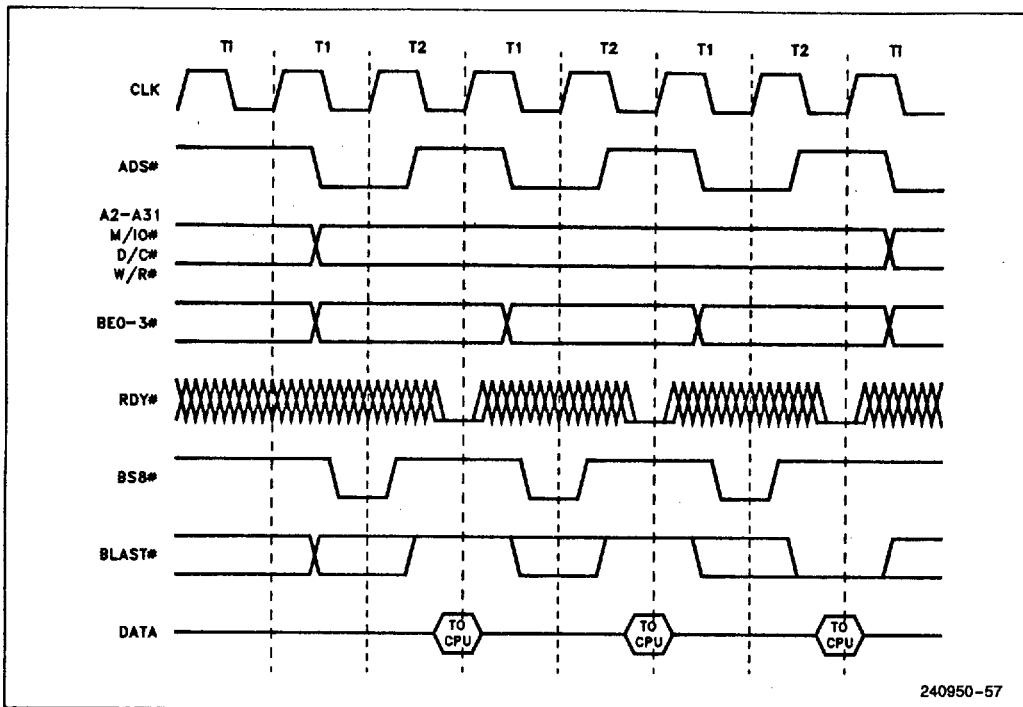 Ti T1 T2 T1 T2 T1 T2 Ti
CLK
ADS#
A2-A31
M/IO#
D/C#
W/R#
BE0-3#
RDY#
BS8#
BLAST#
DATA
TO CPU TO CPU TO CPU
240950-57